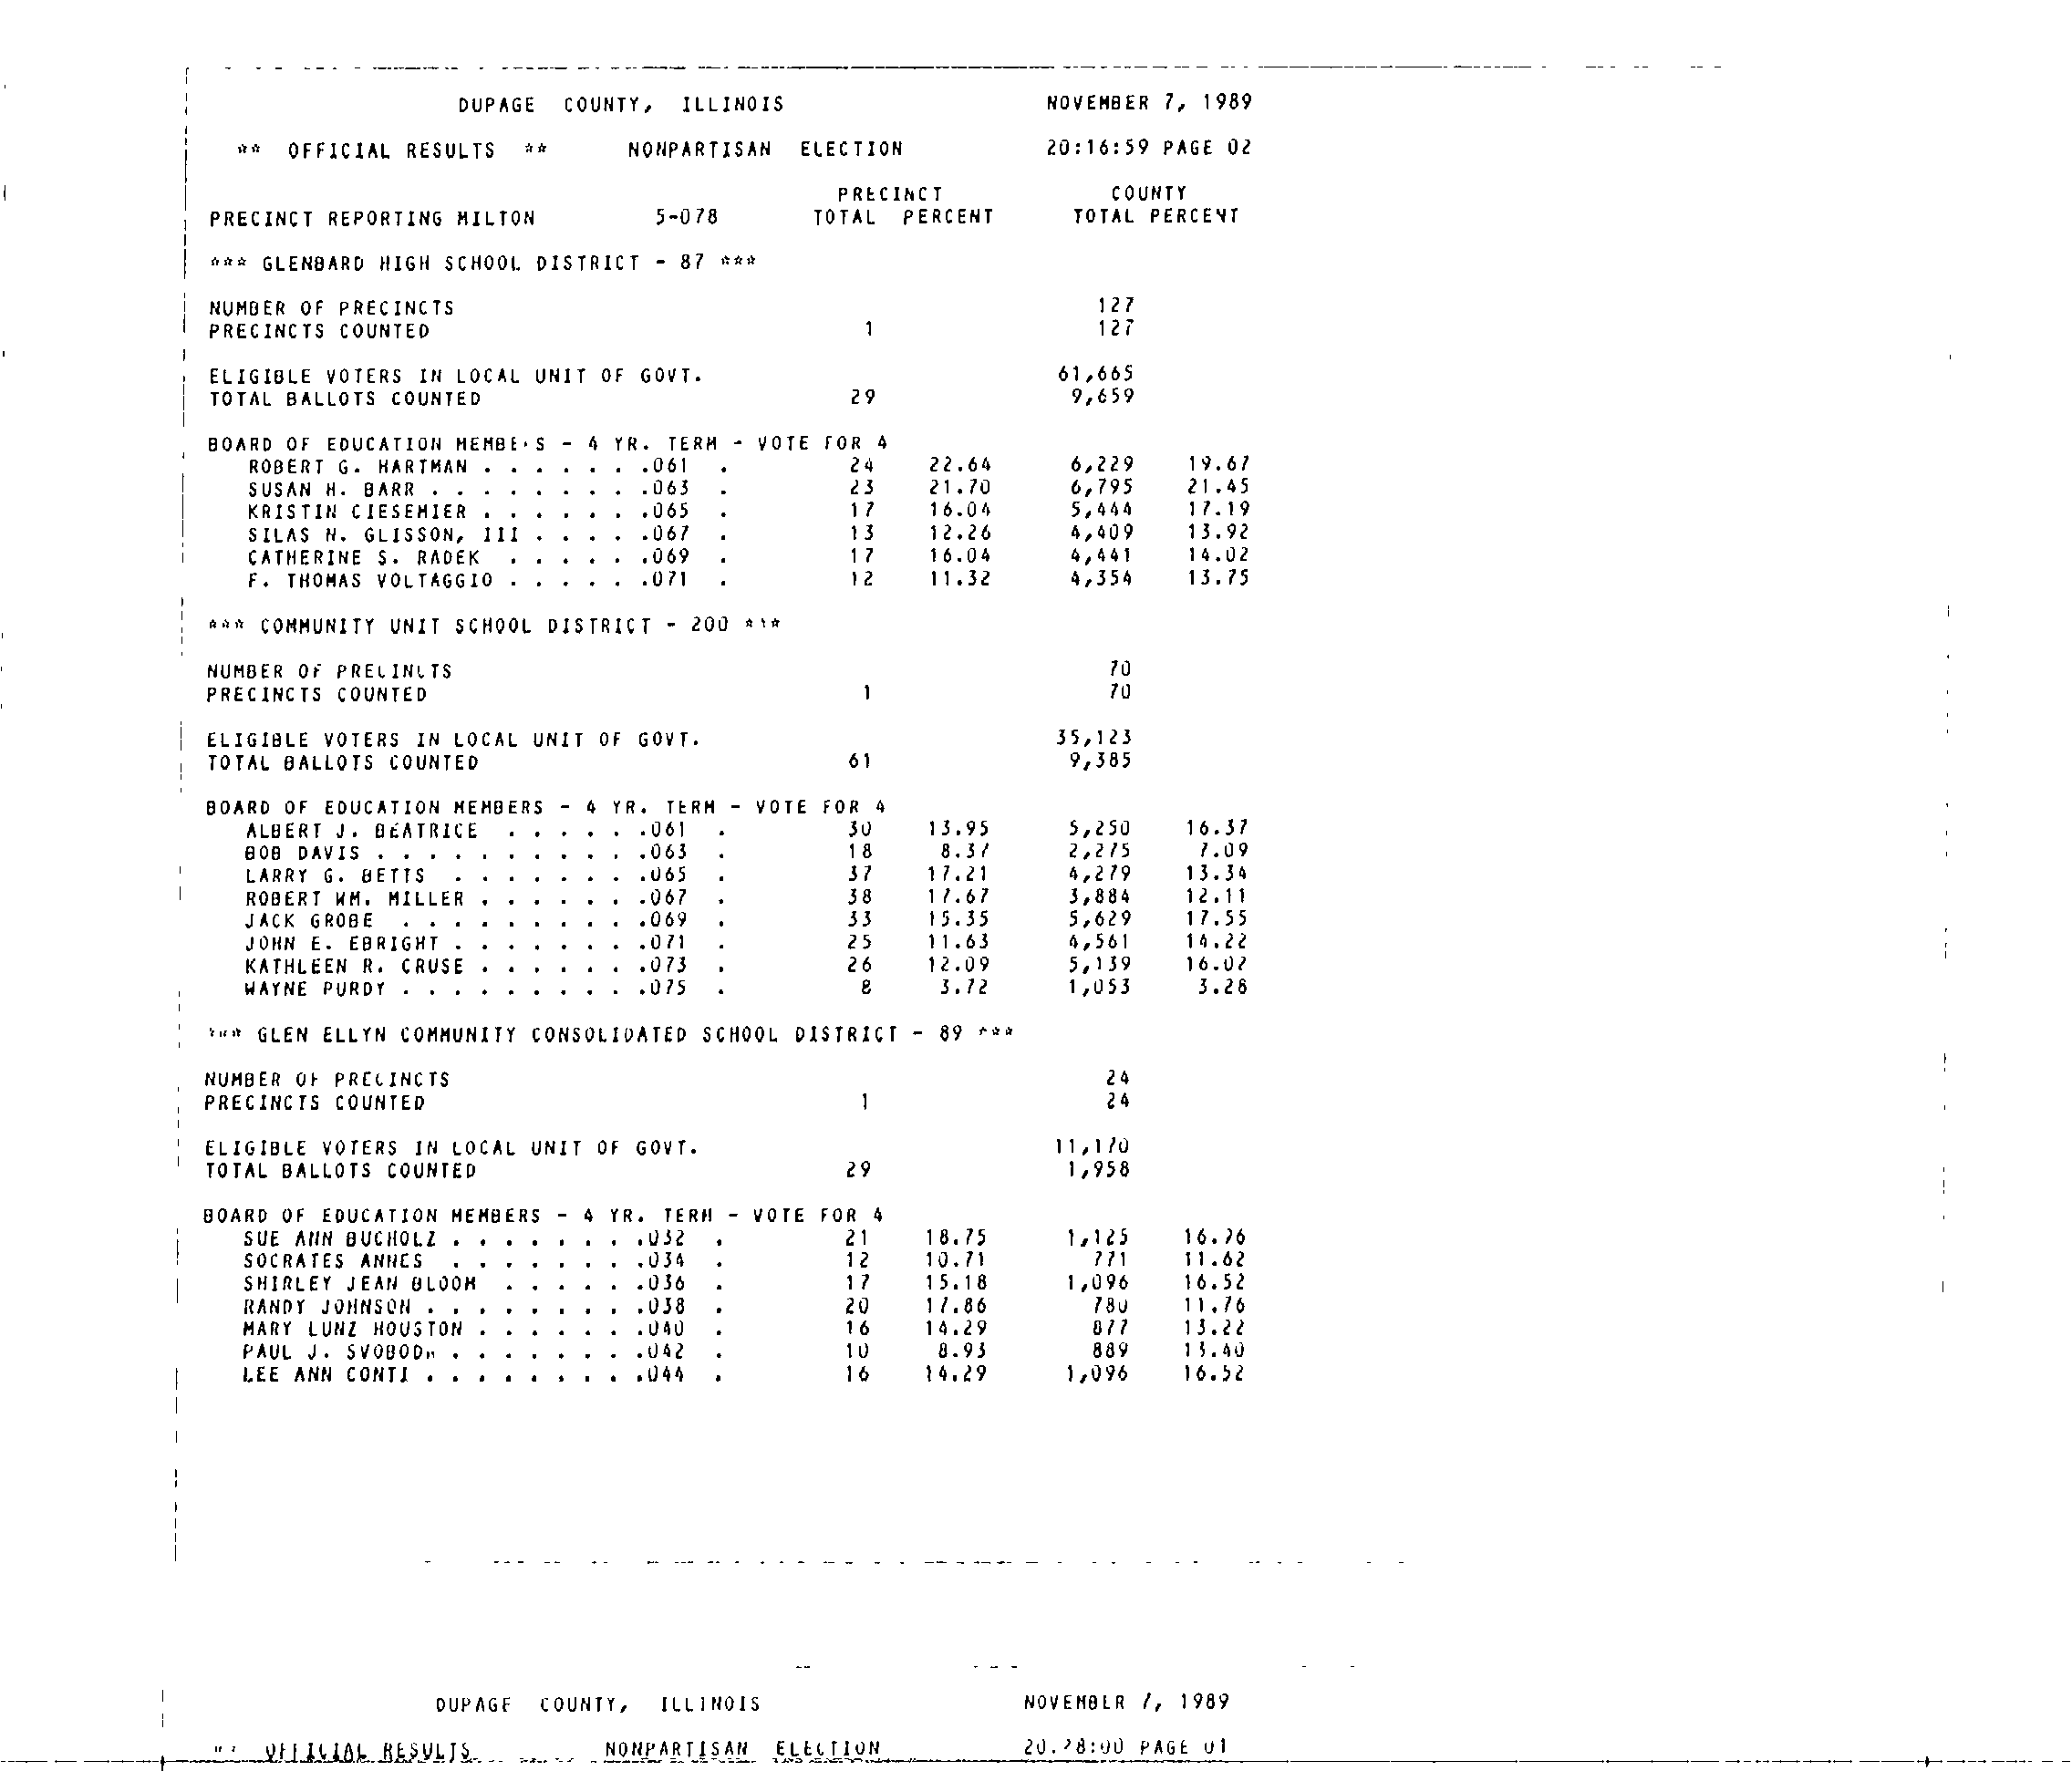 DUPAGE COUNTY, ILLINOIS NOVEMBER 7, 1989
** OFFICIAL RESULTS ** NONPARTISAN ELECTION 20:16:59 PAGE 02
PRECINCT COUNTY
PRECINCT REPORTING MILTON 5-078 TOTAL PERCENT TOTAL PERCENT
*** GLENBARD HIGH SCHOOL DISTRICT - 87 ***
NUMBER OF PRECINCTS 127
PRECINCTS COUNTED 1 127
ELIGIBLE VOTERS IN LOCAL UNIT OF GOVT. 61,665
TOTAL BALLOTS COUNTED 29 9,659
BOARD OF EDUCATION MEMBERS - 4 YR. TERM - VOTE FOR 4
ROBERT G. HARTMAN . . . . . . .061 . 24 22.64 6,229 19.67
SUSAN H. BARR . . . . . . . . .063 . 23 21.70 6,795 21.45
KRISTIN CIESEMIER . . . . . . .065 . 17 16.04 5,444 17.19
SILAS N. GLISSON, III . . . . .067 . 13 12.26 4,409 13.92
CATHERINE S. RADEK . . . . . .069 . 17 16.04 4,441 14.02
F. THOMAS VOLTAGGIO . . . . . .071 . 12 11.32 4,354 13.75
*** COMMUNITY UNIT SCHOOL DISTRICT - 200 ***
NUMBER OF PRECINCTS 70
PRECINCTS COUNTED 1 70
ELIGIBLE VOTERS IN LOCAL UNIT OF GOVT. 35,123
TOTAL BALLOTS COUNTED 61 9,385
BOARD OF EDUCATION MEMBERS - 4 YR. TERM - VOTE FOR 4
ALBERT J. BEATRICE . . . . . .061 . 30 13.95 5,250 16.37
BOB DAVIS . . . . . . . . . . .063 . 18 8.37 2,275 7.09
LARRY G. BETTS . . . . . . . .065 . 37 17.21 4,279 13.34
ROBERT WM. MILLER . . . . . . .067 . 38 17.67 3,884 12.11
JACK GROBE . . . . . . . . . .069 . 33 15.35 5,629 17.55
JOHN E. EBRIGHT . . . . . . . .071 . 25 11.63 4,561 14.22
KATHLEEN R. CRUSE . . . . . . .073 . 26 12.09 5,139 16.02
WAYNE PURDY . . . . . . . . . .075 . 8 3.72 1,053 3.28
*** GLEN ELLYN COMMUNITY CONSOLIDATED SCHOOL DISTRICT - 89 ***
NUMBER OF PRECINCTS 24
PRECINCTS COUNTED 1 24
ELIGIBLE VOTERS IN LOCAL UNIT OF GOVT. 11,170
TOTAL BALLOTS COUNTED 29 1,958
BOARD OF EDUCATION MEMBERS - 4 YR. TERM - VOTE FOR 4
SUE ANN BUCHOLZ . . . . . . . .032 . 21 18.75 1,125 16.96
SOCRATES ANNES . . . . . . . .034 . 12 10.71 771 11.62
SHIRLEY JEAN BLOOM . . . . . .036 . 17 15.18 1,096 16.52
RANDY JOHNSON . . . . . . . . .038 . 20 17.86 780 11.76
MARY LUNZ HOUSTON . . . . . . .040 . 16 14.29 877 13.22
PAUL J. SVOBODA . . . . . . . .042 . 10 8.93 889 13.40
LEE ANN CONTI . . . . . . . . .044 . 16 14.29 1,096 16.52
DUPAGE COUNTY, ILLINOIS NOVEMBER 7, 1989
OFFICIAL RESULTS NONPARTISAN ELECTION 20:28:00 PAGE 01